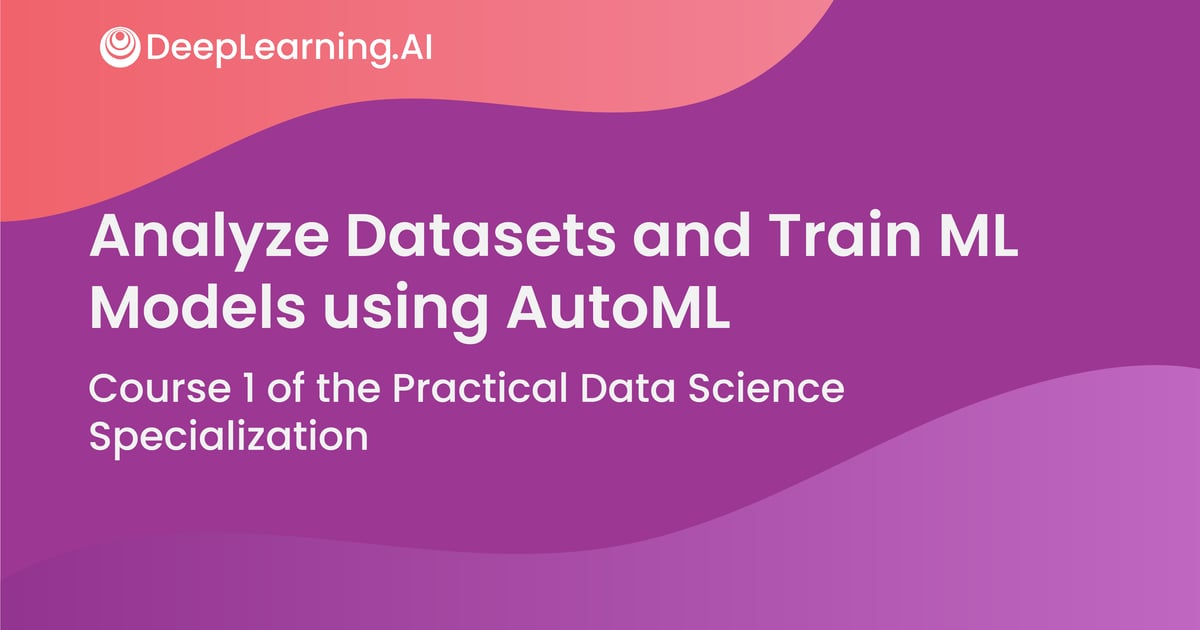 DeepLearning.AI
Analyze Datasets and Train ML
Models using AutoML
Course 1 of the Practical Data Science
Specialization